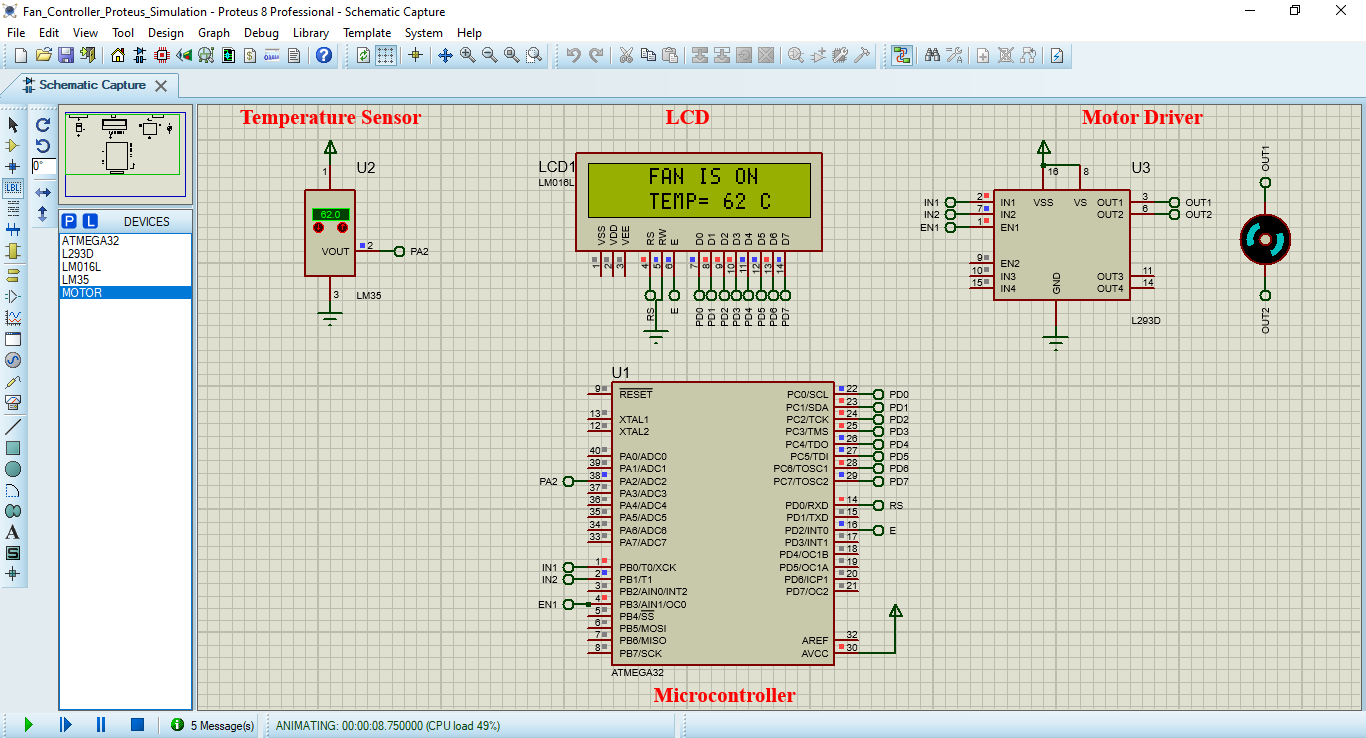 Fan_Controller_Proteus_Simulation - Proteus 8 Professional - Schematic Capture
File Edit View Tool Design Graph Debug Library Template System Help
Schematic Capture
0°
P L DEVICES
ATMEGA32
L293D
LM016L
LM35
MOTOR
Temperature Sensor
U2
1
62.0
VOUT 2 PA2
3 LM35
LCD
LCD1
LM016L
FAN IS ON
TEMP= 62 C
VSS VDD VEE RS RW E D0 D1 D2 D3 D4 D5 D6 D7
1 2 3 4 5 6 7 8 9 10 11 12 13 14
RS E PD0 PD1 PD2 PD3 PD4 PD5 PD6 PD7
Motor Driver
U3
16 8
IN1 2 IN1 VSS VS OUT1 3 OUT1
IN2 7 IN2 OUT2 6 OUT2
EN1 1 EN1
9 EN2
10 IN3 OUT3 11
15 IN4 OUT4 14
GND
L293D
OUT1
OUT2
U1
9 RESET PC0/SCL 22 PD0
PC1/SDA 23 PD1
13 XTAL1 PC2/TCK 24 PD2
12 XTAL2 PC3/TMS 25 PD3
PC4/TDO 26 PD4
40 PA0/ADC0 PC5/TDI 27 PD5
39 PA1/ADC1 PC6/TOSC1 28 PD6
PA2 38 PA2/ADC2 PC7/TOSC2 29 PD7
37 PA3/ADC3
36 PA4/ADC4 PD0/RXD 14 RS
35 PA5/ADC5 PD1/TXD 15
34 PA6/ADC6 PD2/INT0 16 E
33 PA7/ADC7 PD3/INT1 17
PD4/OC1B 18
IN1 1 PB0/T0/XCK PD5/OC1A 19
IN2 2 PB1/T1 PD6/ICP1 20
3 PB2/AIN0/INT2 PD7/OC2 21
EN1 4 PB3/AIN1/OC0
5 PB4/SS
6 PB5/MOSI
7 PB6/MISO AREF 32
8 PB7/SCK AVCC 30
ATMEGA32
Microcontroller
5 Message(s) ANIMATING: 00:00:08.750000 (CPU load 49%)